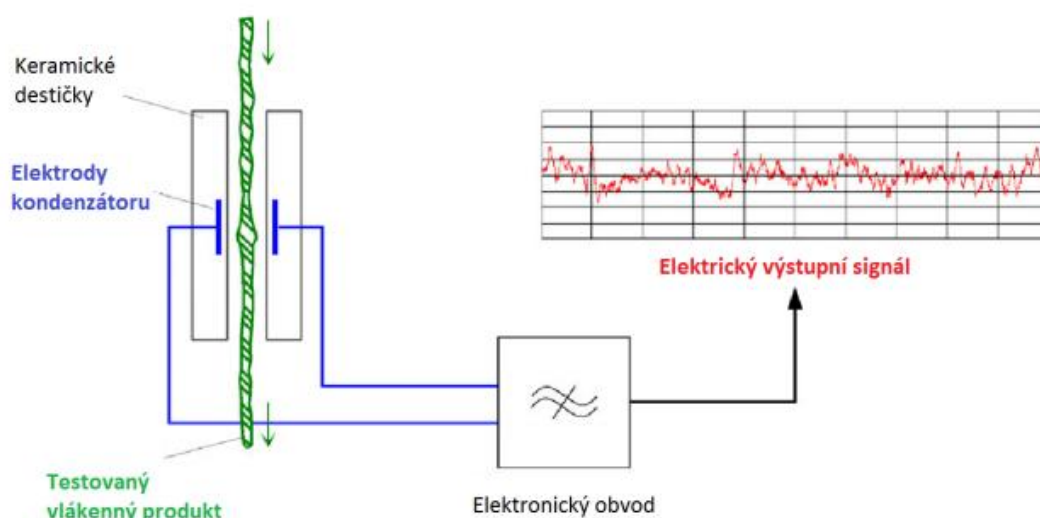 Keramické
destičky
Elektrody
kondenzátoru
Elektrický výstupní signál
Testovaný
vlákenný produkt
Elektronický obvod